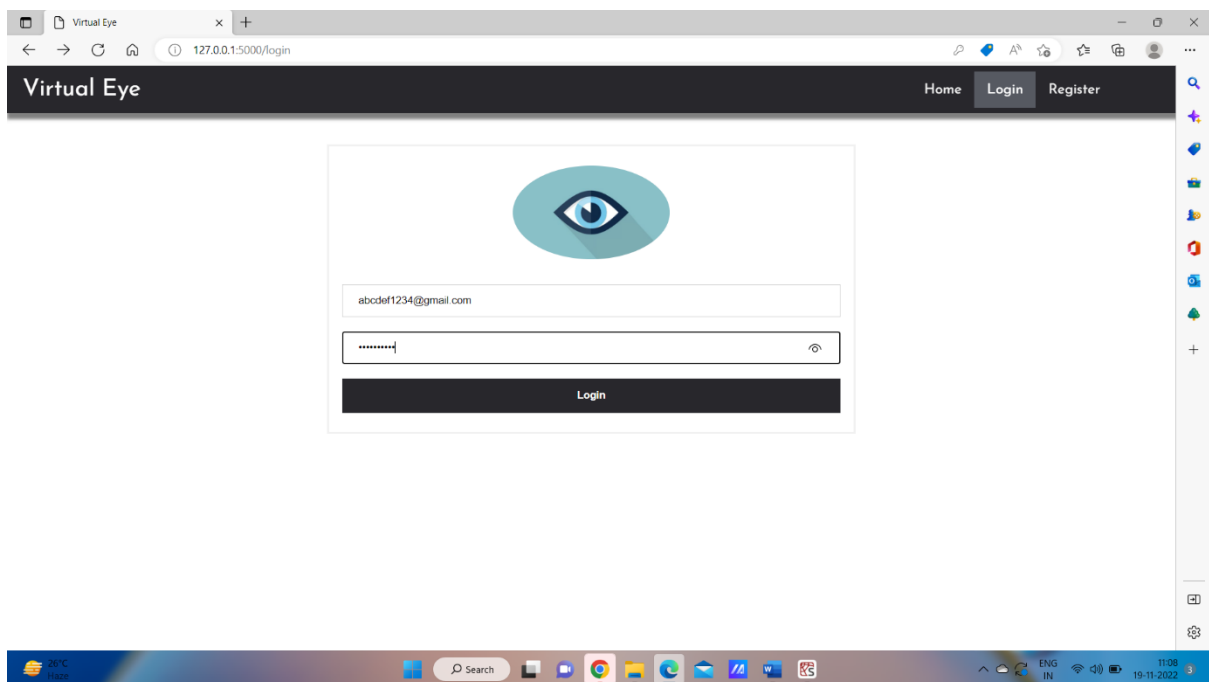 Virtual Eye
127.0.0.1:5000/login
Virtual Eye
Home Login Register
abcdef1234@gmail.com
••••••••••
Login
26°C
Haze
Search
ENG
IN
11:08
19-11-2022
3